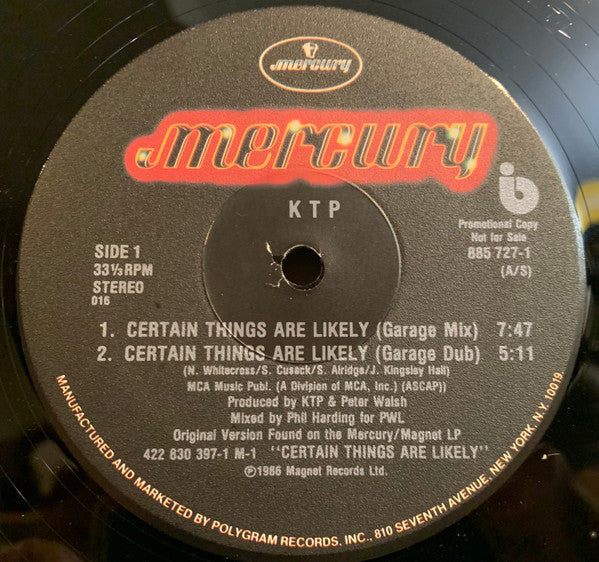 mercury
mercury
ib
KTP
Promotional Copy
Not for Sale
885 727-1
(A/S)
SIDE 1
33⅓ RPM
STEREO
016
1. CERTAIN THINGS ARE LIKELY (Garage Mix) 7:47
2. CERTAIN THINGS ARE LIKELY (Garage Dub) 5:11
(N. Whitecross/S. Cusack/S. Airidge/J. Kingsley Hall)
MCA Music Publ. (A Division of MCA, Inc.) (ASCAP))
Produced by KTP & Peter Walsh
Mixed by Phil Harding for PWL
Original Version Found on the Mercury/Magnet LP
422 830 397-1 M-1 "CERTAIN THINGS ARE LIKELY"
℗1986 Magnet Records Ltd.
MANUFACTURED AND MARKETED BY POLYGRAM RECORDS, INC., 810 SEVENTH AVENUE, NEW YORK, N.Y. 10019.